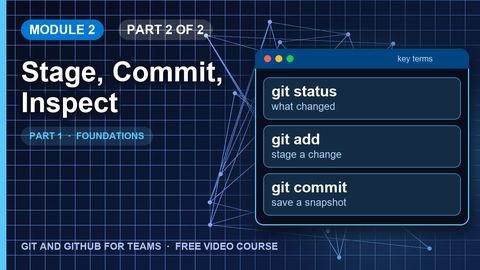 MODULE 2
PART 2 OF 2
Stage, Commit,
Inspect
PART 1 · FOUNDATIONS
key terms
git status
what changed
git add
stage a change
git commit
save a snapshot
GIT AND GITHUB FOR TEAMS · FREE VIDEO COURSE